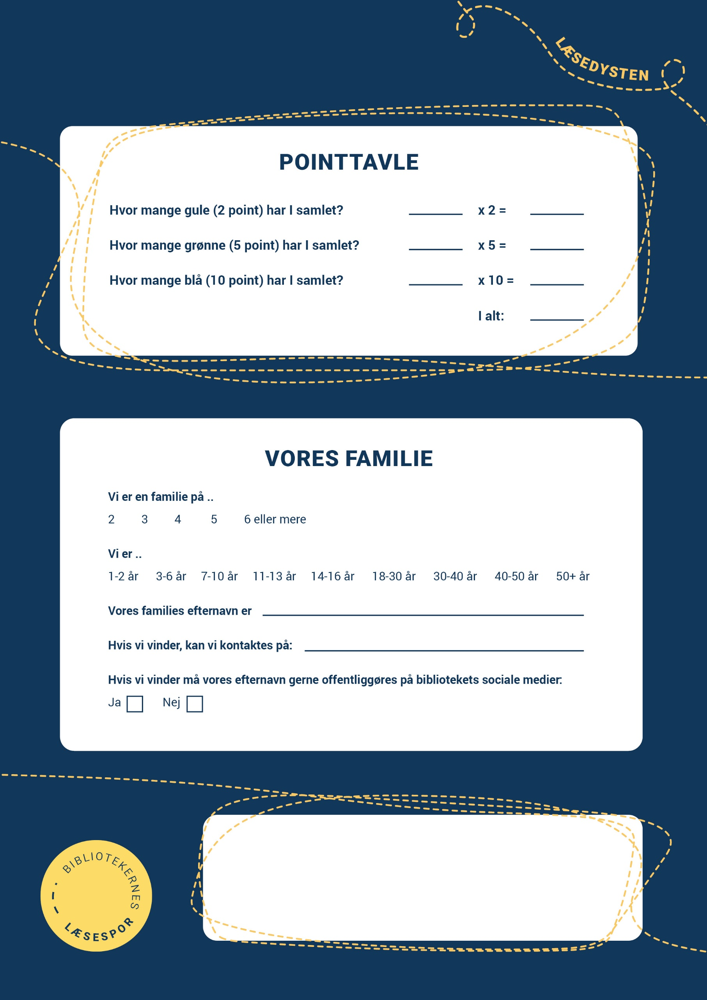 LÆSEDYSTEN
POINTTAVLE
Hvor mange gule (2 point) har I samlet? x 2 =
Hvor mange grønne (5 point) har I samlet? x 5 =
Hvor mange blå (10 point) har I samlet? x 10 =
I alt:
VORES FAMILIE
Vi er en familie på ..
2 3 4 5 6 eller mere
Vi er ..
1-2 år 3-6 år 7-10 år 11-13 år 14-16 år 18-30 år 30-40 år 40-50 år 50+ år
Vores families efternavn er
Hvis vi vinder, kan vi kontaktes på:
Hvis vi vinder må vores efternavn gerne offentliggøres på bibliotekets sociale medier:
Ja Nej
BIBLIOTEKERNES
LÆSESPOR